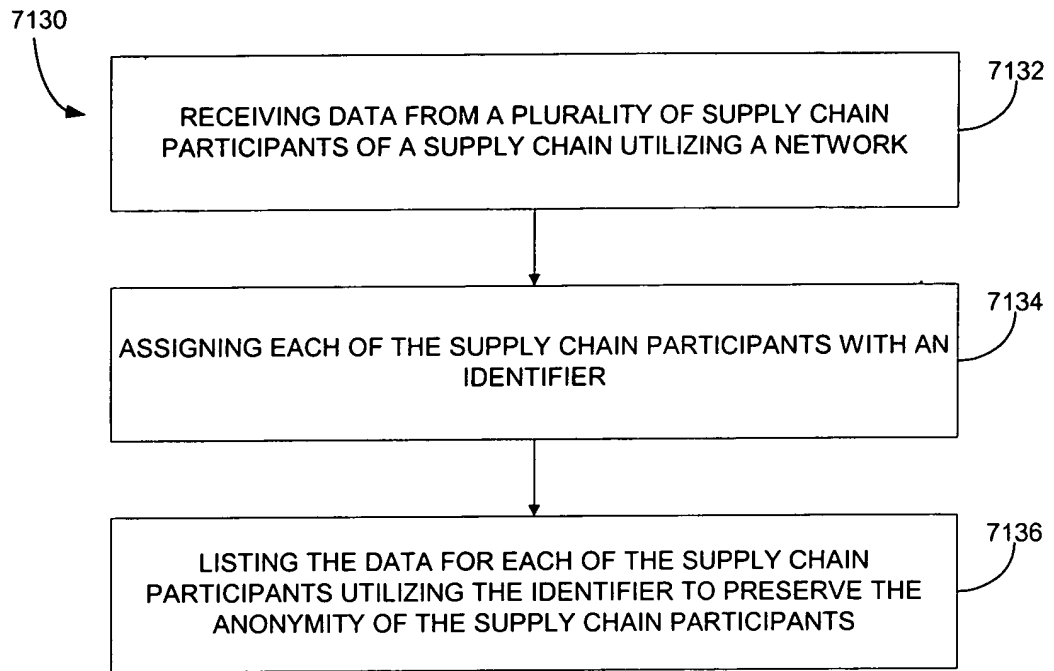 7130
7132
RECEIVING DATA FROM A PLURALITY OF SUPPLY CHAIN
PARTICIPANTS OF A SUPPLY CHAIN UTILIZING A NETWORK
7134
ASSIGNING EACH OF THE SUPPLY CHAIN PARTICIPANTS WITH AN
IDENTIFIER
7136
LISTING THE DATA FOR EACH OF THE SUPPLY CHAIN
PARTICIPANTS UTILIZING THE IDENTIFIER TO PRESERVE THE
ANONYMITY OF THE SUPPLY CHAIN PARTICIPANTS